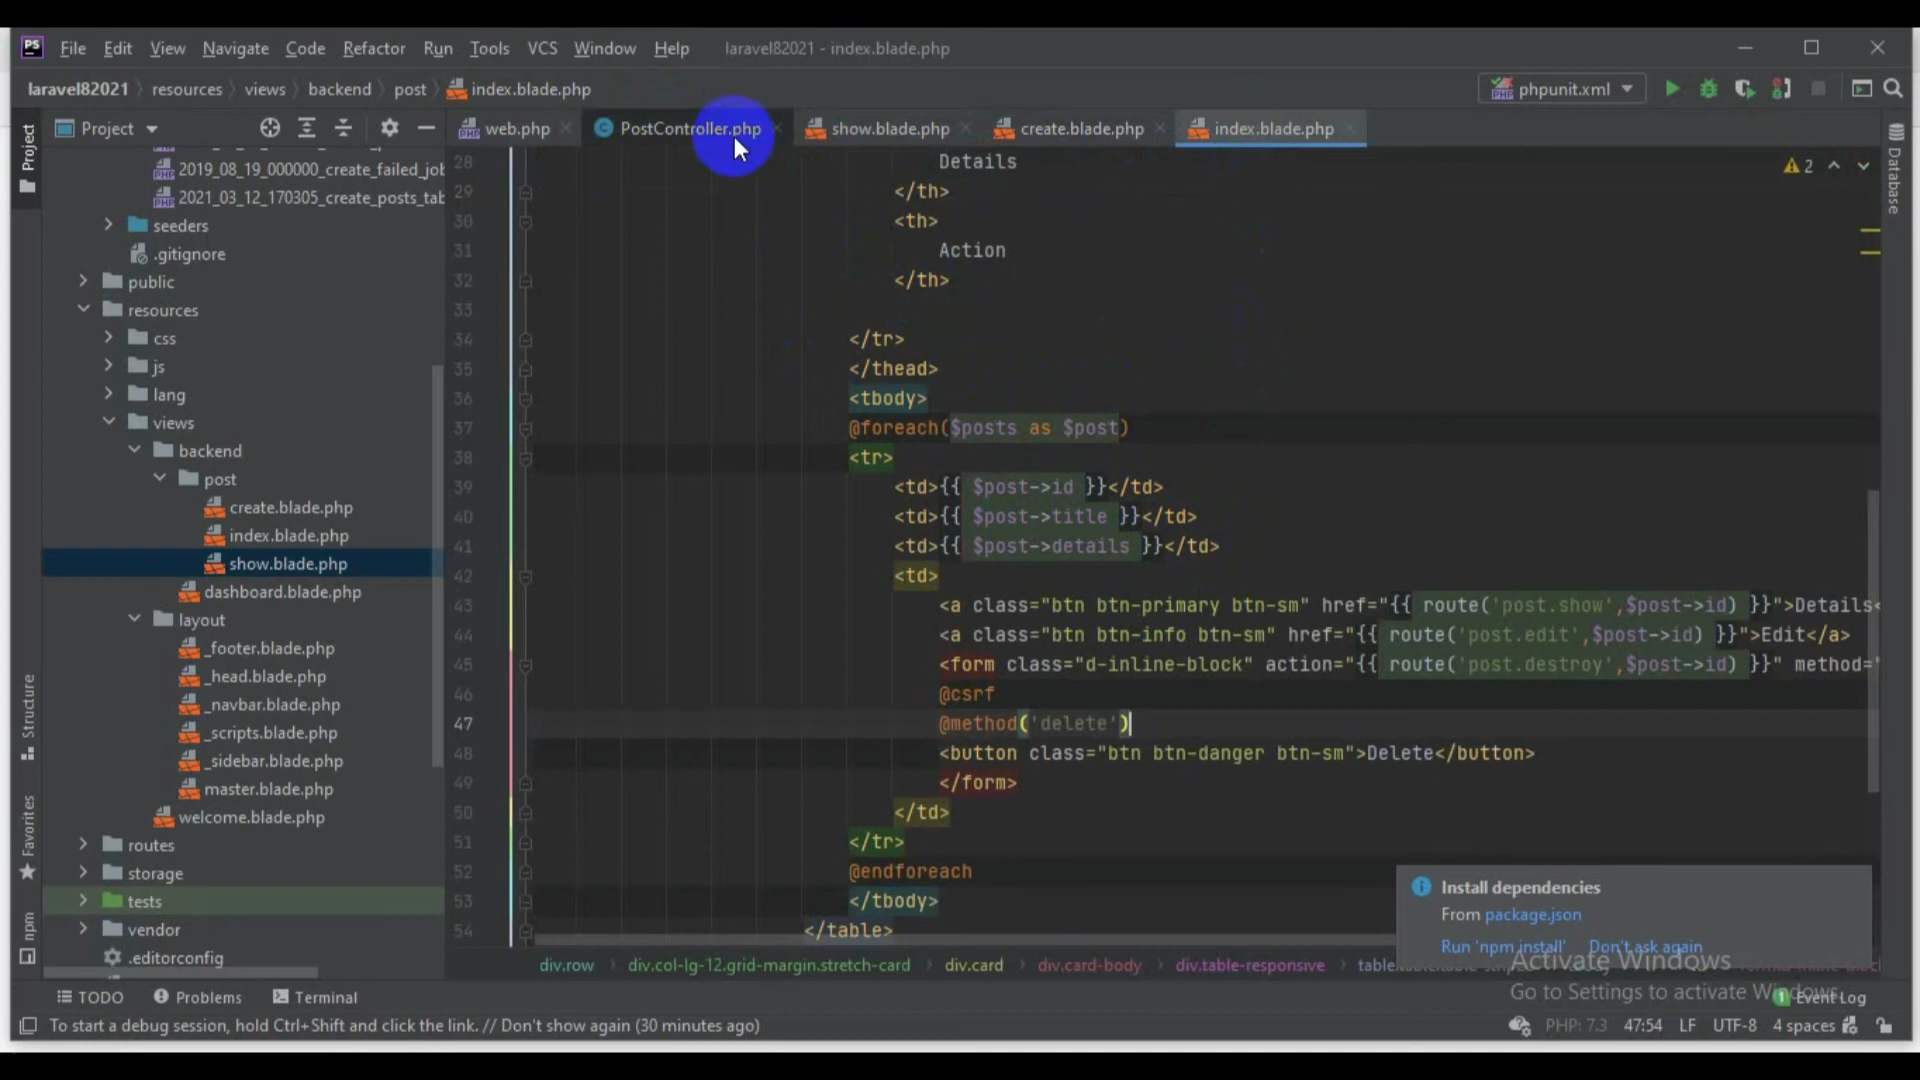 PS File Edit View Navigate Code Refactor Run Tools VCS Window Help laravel82021 - index.blade.php
laravel82021 resources views backend post index.blade.php phpunit.xml
Project web.php PostController.php show.blade.php create.blade.php index.blade.php
Project
Structure
Favorites
npm
Database
2019_08_19_000000_create_failed_job
2021_03_12_170305_create_posts_tab
seeders
.gitignore
public
resources
css
js
lang
views
backend
post
create.blade.php
index.blade.php
show.blade.php
dashboard.blade.php
layout
_footer.blade.php
_head.blade.php
_navbar.blade.php
_scripts.blade.php
_sidebar.blade.php
master.blade.php
welcome.blade.php
routes
storage
tests
vendor
.editorconfig
2
28 Details
29 </th>
30 <th>
31 Action
32 </th>
33
34 </tr>
35 </thead>
36 <tbody>
37 @foreach($posts as $post)
38 <tr>
39 <td>{{ $post->id }}</td>
40 <td>{{ $post->title }}</td>
41 <td>{{ $post->details }}</td>
42 <td>
43 <a class="btn btn-primary btn-sm" href="{{ route('post.show',$post->id) }}">Details<
44 <a class="btn btn-info btn-sm" href="{{ route('post.edit',$post->id) }}">Edit</a>
45 <form class="d-inline-block" action="{{ route('post.destroy',$post->id) }}" method="
46 @csrf
47 @method('delete')
48 <button class="btn btn-danger btn-sm">Delete</button>
49 </form>
50 </td>
51 </tr>
52 @endforeach
53 </tbody>
54 </table>
Install dependencies
From package.json
Run 'npm install' Don't ask again
Activate Windows
Go to Settings to activate Windows.
div.row div.col-lg-12.grid-margin.stretch-card div.card div.card-body div.table-responsive
TODO Problems Terminal 1 Event Log
To start a debug session, hold Ctrl+Shift and click the link. // Don't show again (30 minutes ago) PHP: 7.3 47:54 LF UTF-8 4 spaces